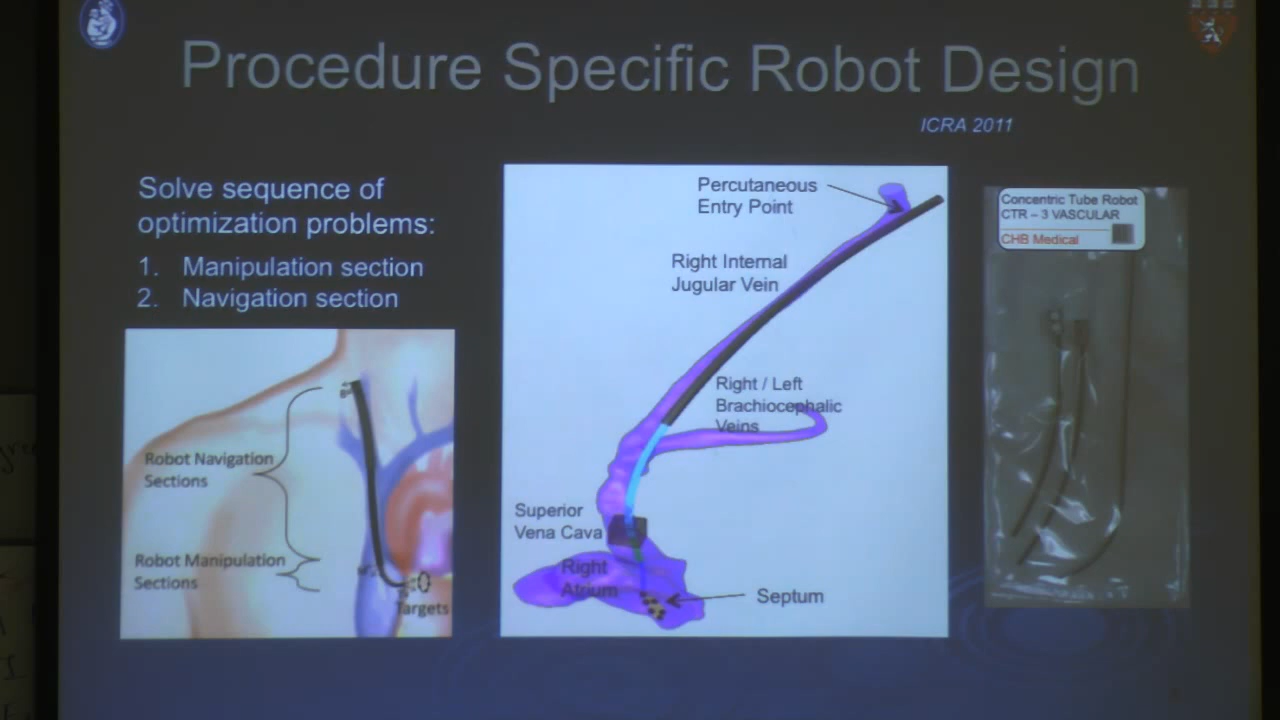 Procedure Specific Robot Design
ICRA 2011
Solve sequence of
optimization problems:
1. Manipulation section
2. Navigation section
Robot Navigation
Sections
Robot Manipulation
Sections
Targets
Percutaneous
Entry Point
Right Internal
Jugular Vein
Right / Left
Brachiocephalic
Veins
Superior
Vena Cava
Right
Atrium
Septum
Concentric Tube Robot
CTR – 3 VASCULAR
CHB Medical